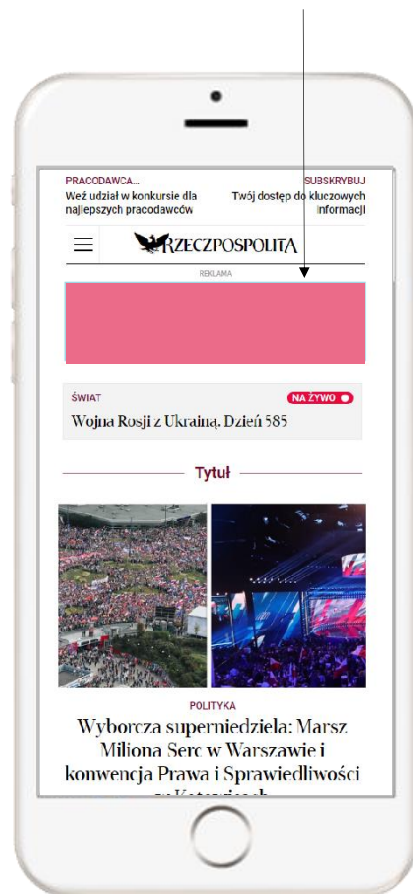 PRACODAWCA...
SUBSKRYBUJ
Weź udział w konkursie dla
najlepszych pracodawców
Twój dostęp do kluczowych
informacji
RZECZPOSPOLITA
REKLAMA
ŚWIAT
NA ŻYWO
Wojna Rosji z Ukrainą. Dzień 585
Tytuł
POLITYKA
Wyborcza superniedziela: Marsz
Miliona Serc w Warszawie i
konwencja Prawa i Sprawiedliwości